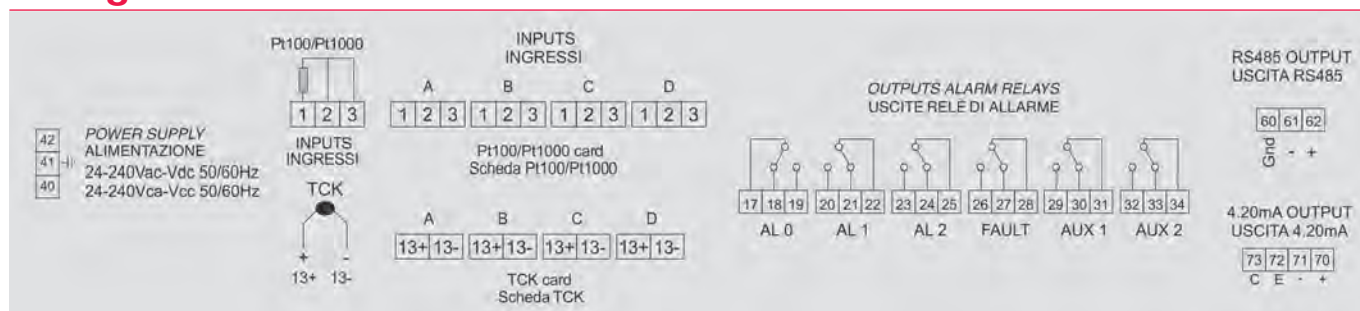 42
41
40
POWER SUPPLY
ALIMENTAZIONE
24-240Vac-Vdc 50/60Hz
24-240Vca-Vcc 50/60Hz
Pt100/Pt1000
1 2 3
INPUTS
INGRESSI
TCK
+ -
13+ 13-
INPUTS
INGRESSI
A B C D
1 2 3 1 2 3 1 2 3 1 2 3
Pt100/Pt1000 card
Scheda Pt100/Pt1000
A B C D
13+ 13- 13+ 13- 13+ 13- 13+ 13-
TCK card
Scheda TCK
OUTPUTS ALARM RELAYS
USCITE RELÈ DI ALLARME
17 18 19 20 21 22 23 24 25 26 27 28 29 30 31 32 33 34
AL 0 AL 1 AL 2 FAULT AUX 1 AUX 2
RS485 OUTPUT
USCITA RS485
60 61 62
Gnd - +
4.20mA OUTPUT
USCITA 4.20mA
73 72 71 70
C E - +